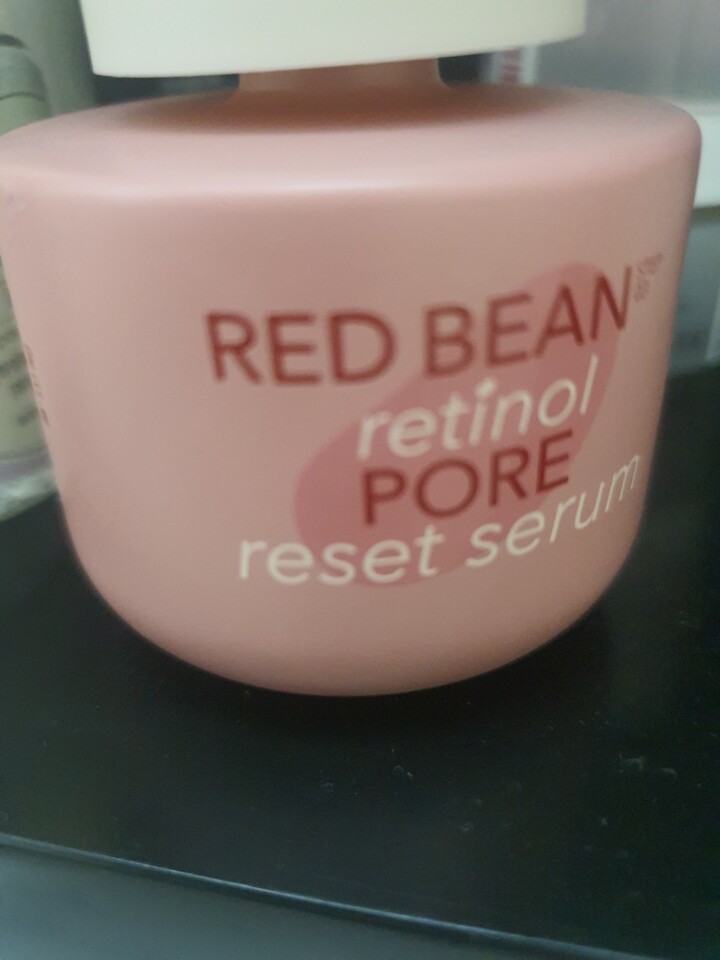 RED BEAN
retinol
PORE
reset serum